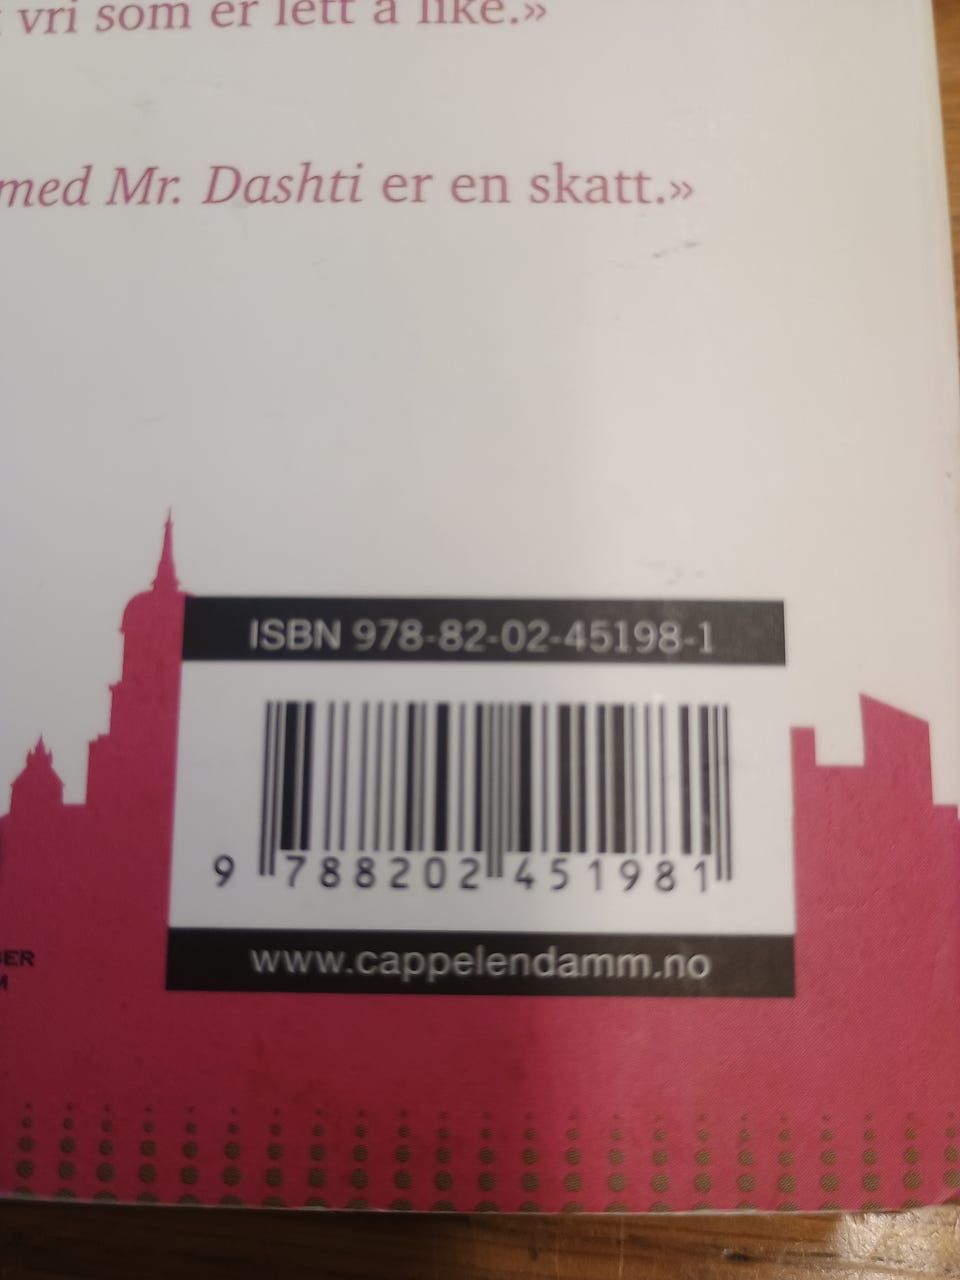 vri som er lett å like.»
med Mr. Dashti er en skatt.»
ISBN 978-82-02-45198-1
9 788202 451981
www.cappelendamm.no